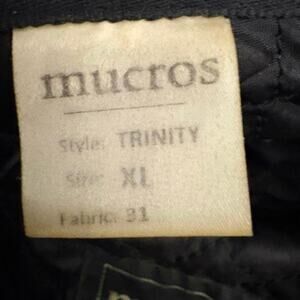 mucros
Style: TRINITY
Size: XL
Fabric: 31